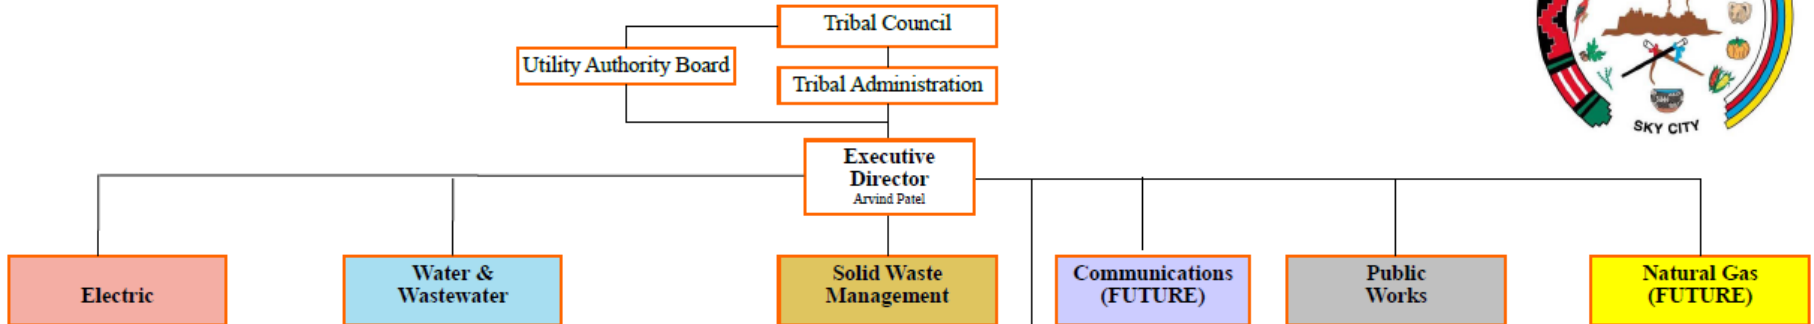 Tribal Council
Utility Authority Board
Tribal Administration
SKY CITY
Executive
Director
Arvind Patel
Electric
Water &
Wastewater
Solid Waste
Management
Communications
(FUTURE)
Public
Works
Natural Gas
(FUTURE)